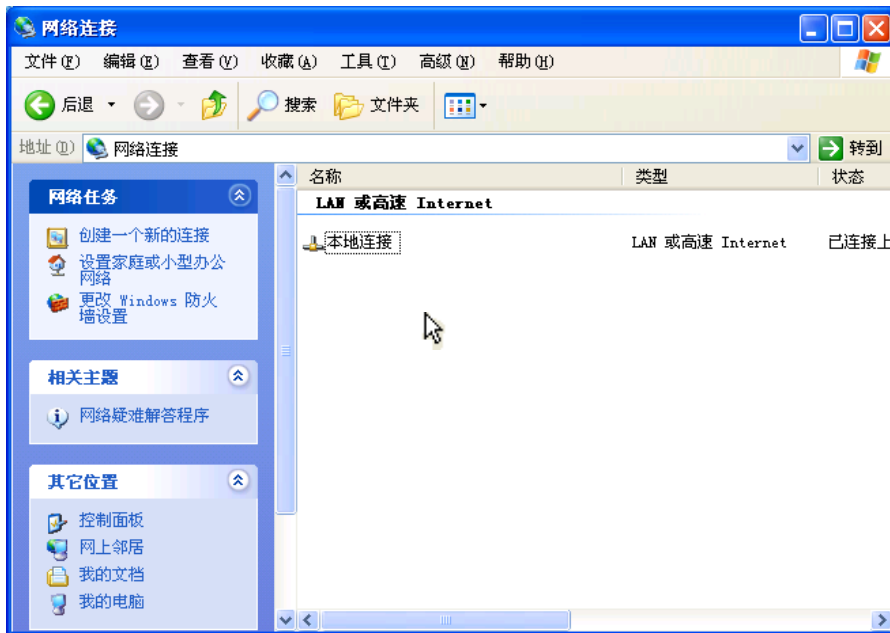 网络连接
文件(F) 编辑(E) 查看(V) 收藏(A) 工具(T) 高级(N) 帮助(H)
后退 搜索 文件夹
地址(D) 网络连接 转到
网络任务
创建一个新的连接
设置家庭或小型办公
网络
更改 Windows 防火
墙设置
相关主题
网络疑难解答程序
其它位置
控制面板
网上邻居
我的文档
我的电脑
名称 类型 状态
LAN 或高速 Internet
本地连接 LAN 或高速 Internet 已连接上